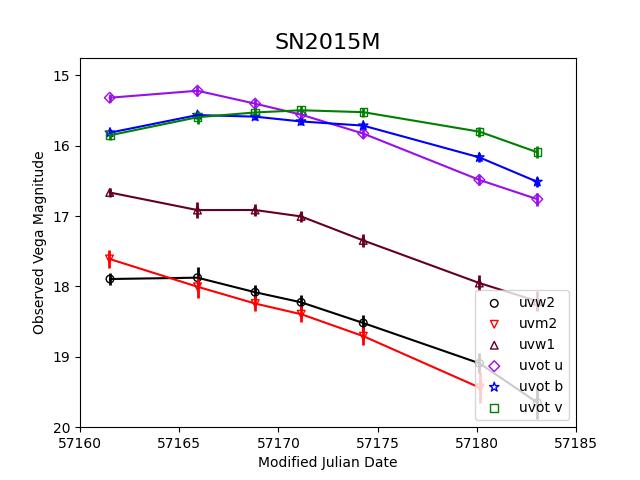 SN2015M
Observed Vega Magnitude
15
16
17
18
19
20
uvw2
uvm2
uvw1
uvot u
uvot b
uvot v
57160 57165 57170 57175 57180 57185
Modified Julian Date